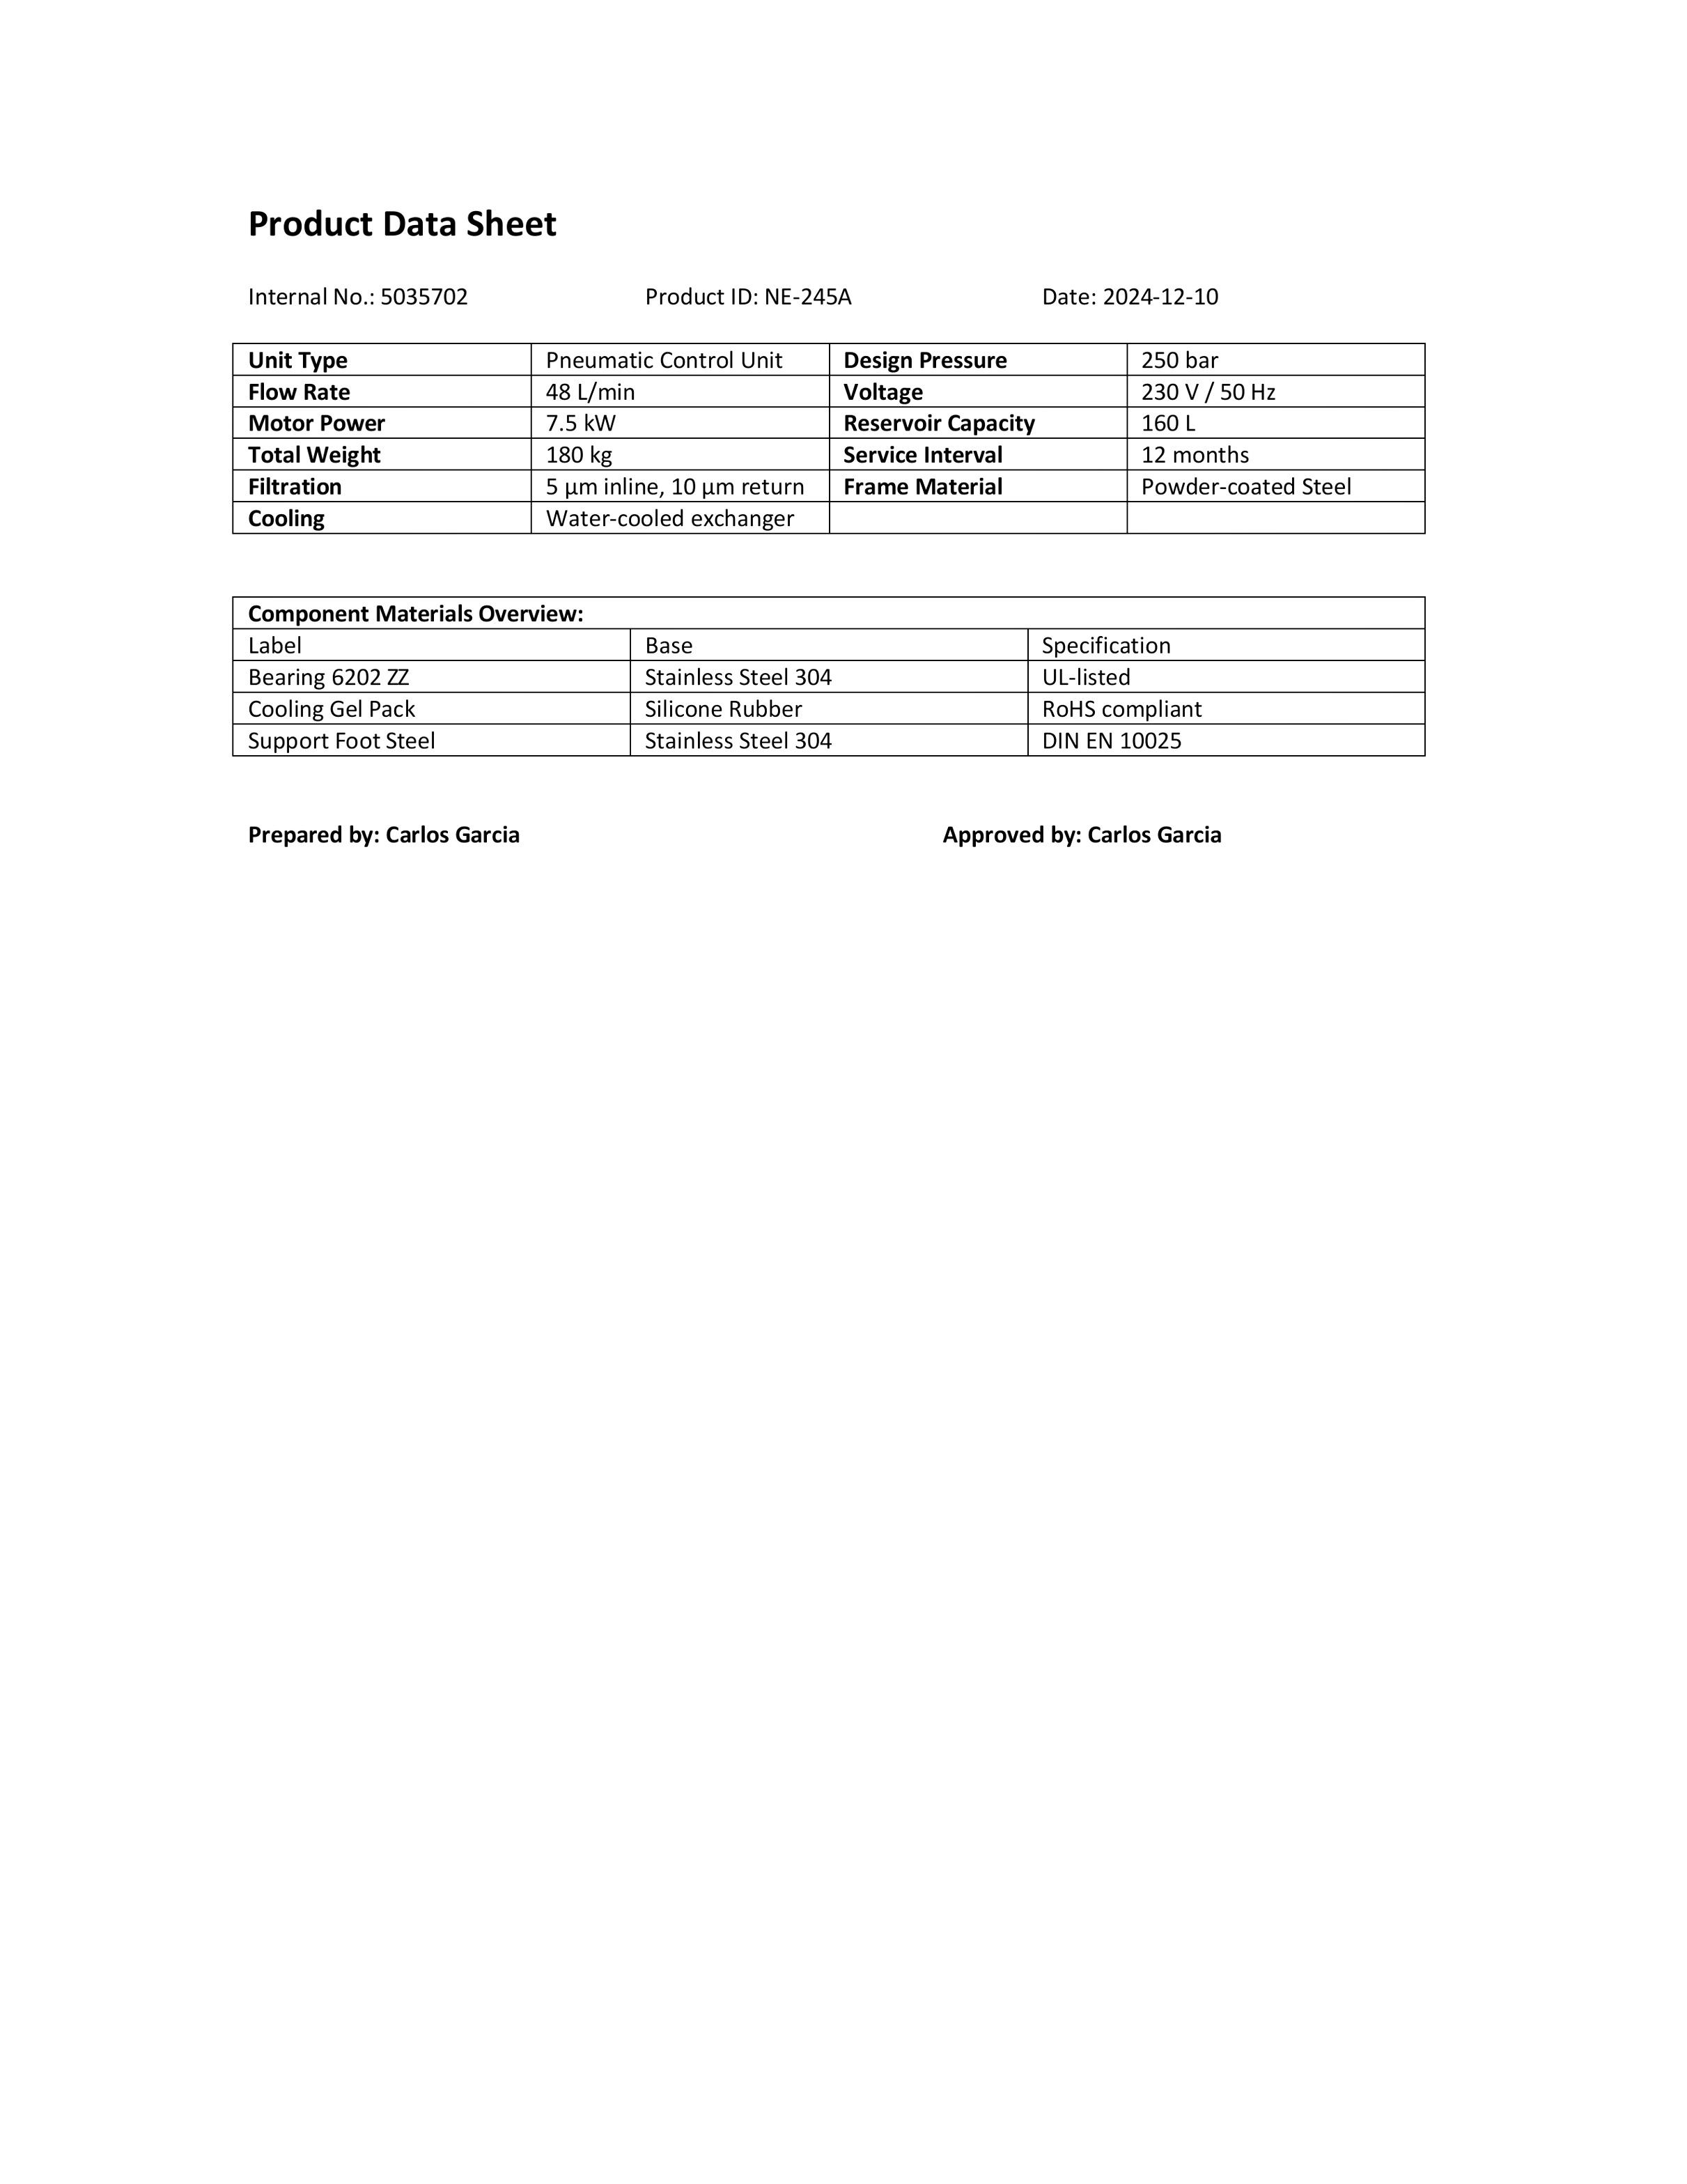 Product Data Sheet
Internal No.: 5035702 Product ID: NE-245A Date: 2024-12-10
Unit Type Pneumatic Control Unit Design Pressure 250 bar
Flow Rate 48 L/min Voltage 230 V / 50 Hz
Motor Power 7.5 kW Reservoir Capacity 160 L
Total Weight 180 kg Service Interval 12 months
Filtration 5 µm inline, 10 µm return Frame Material Powder-coated Steel
Cooling Water-cooled exchanger
Component Materials Overview:
Label Base Specification
Bearing 6202 ZZ Stainless Steel 304 UL-listed
Cooling Gel Pack Silicone Rubber RoHS compliant
Support Foot Steel Stainless Steel 304 DIN EN 10025
Prepared by: Carlos Garcia Approved by: Carlos Garcia